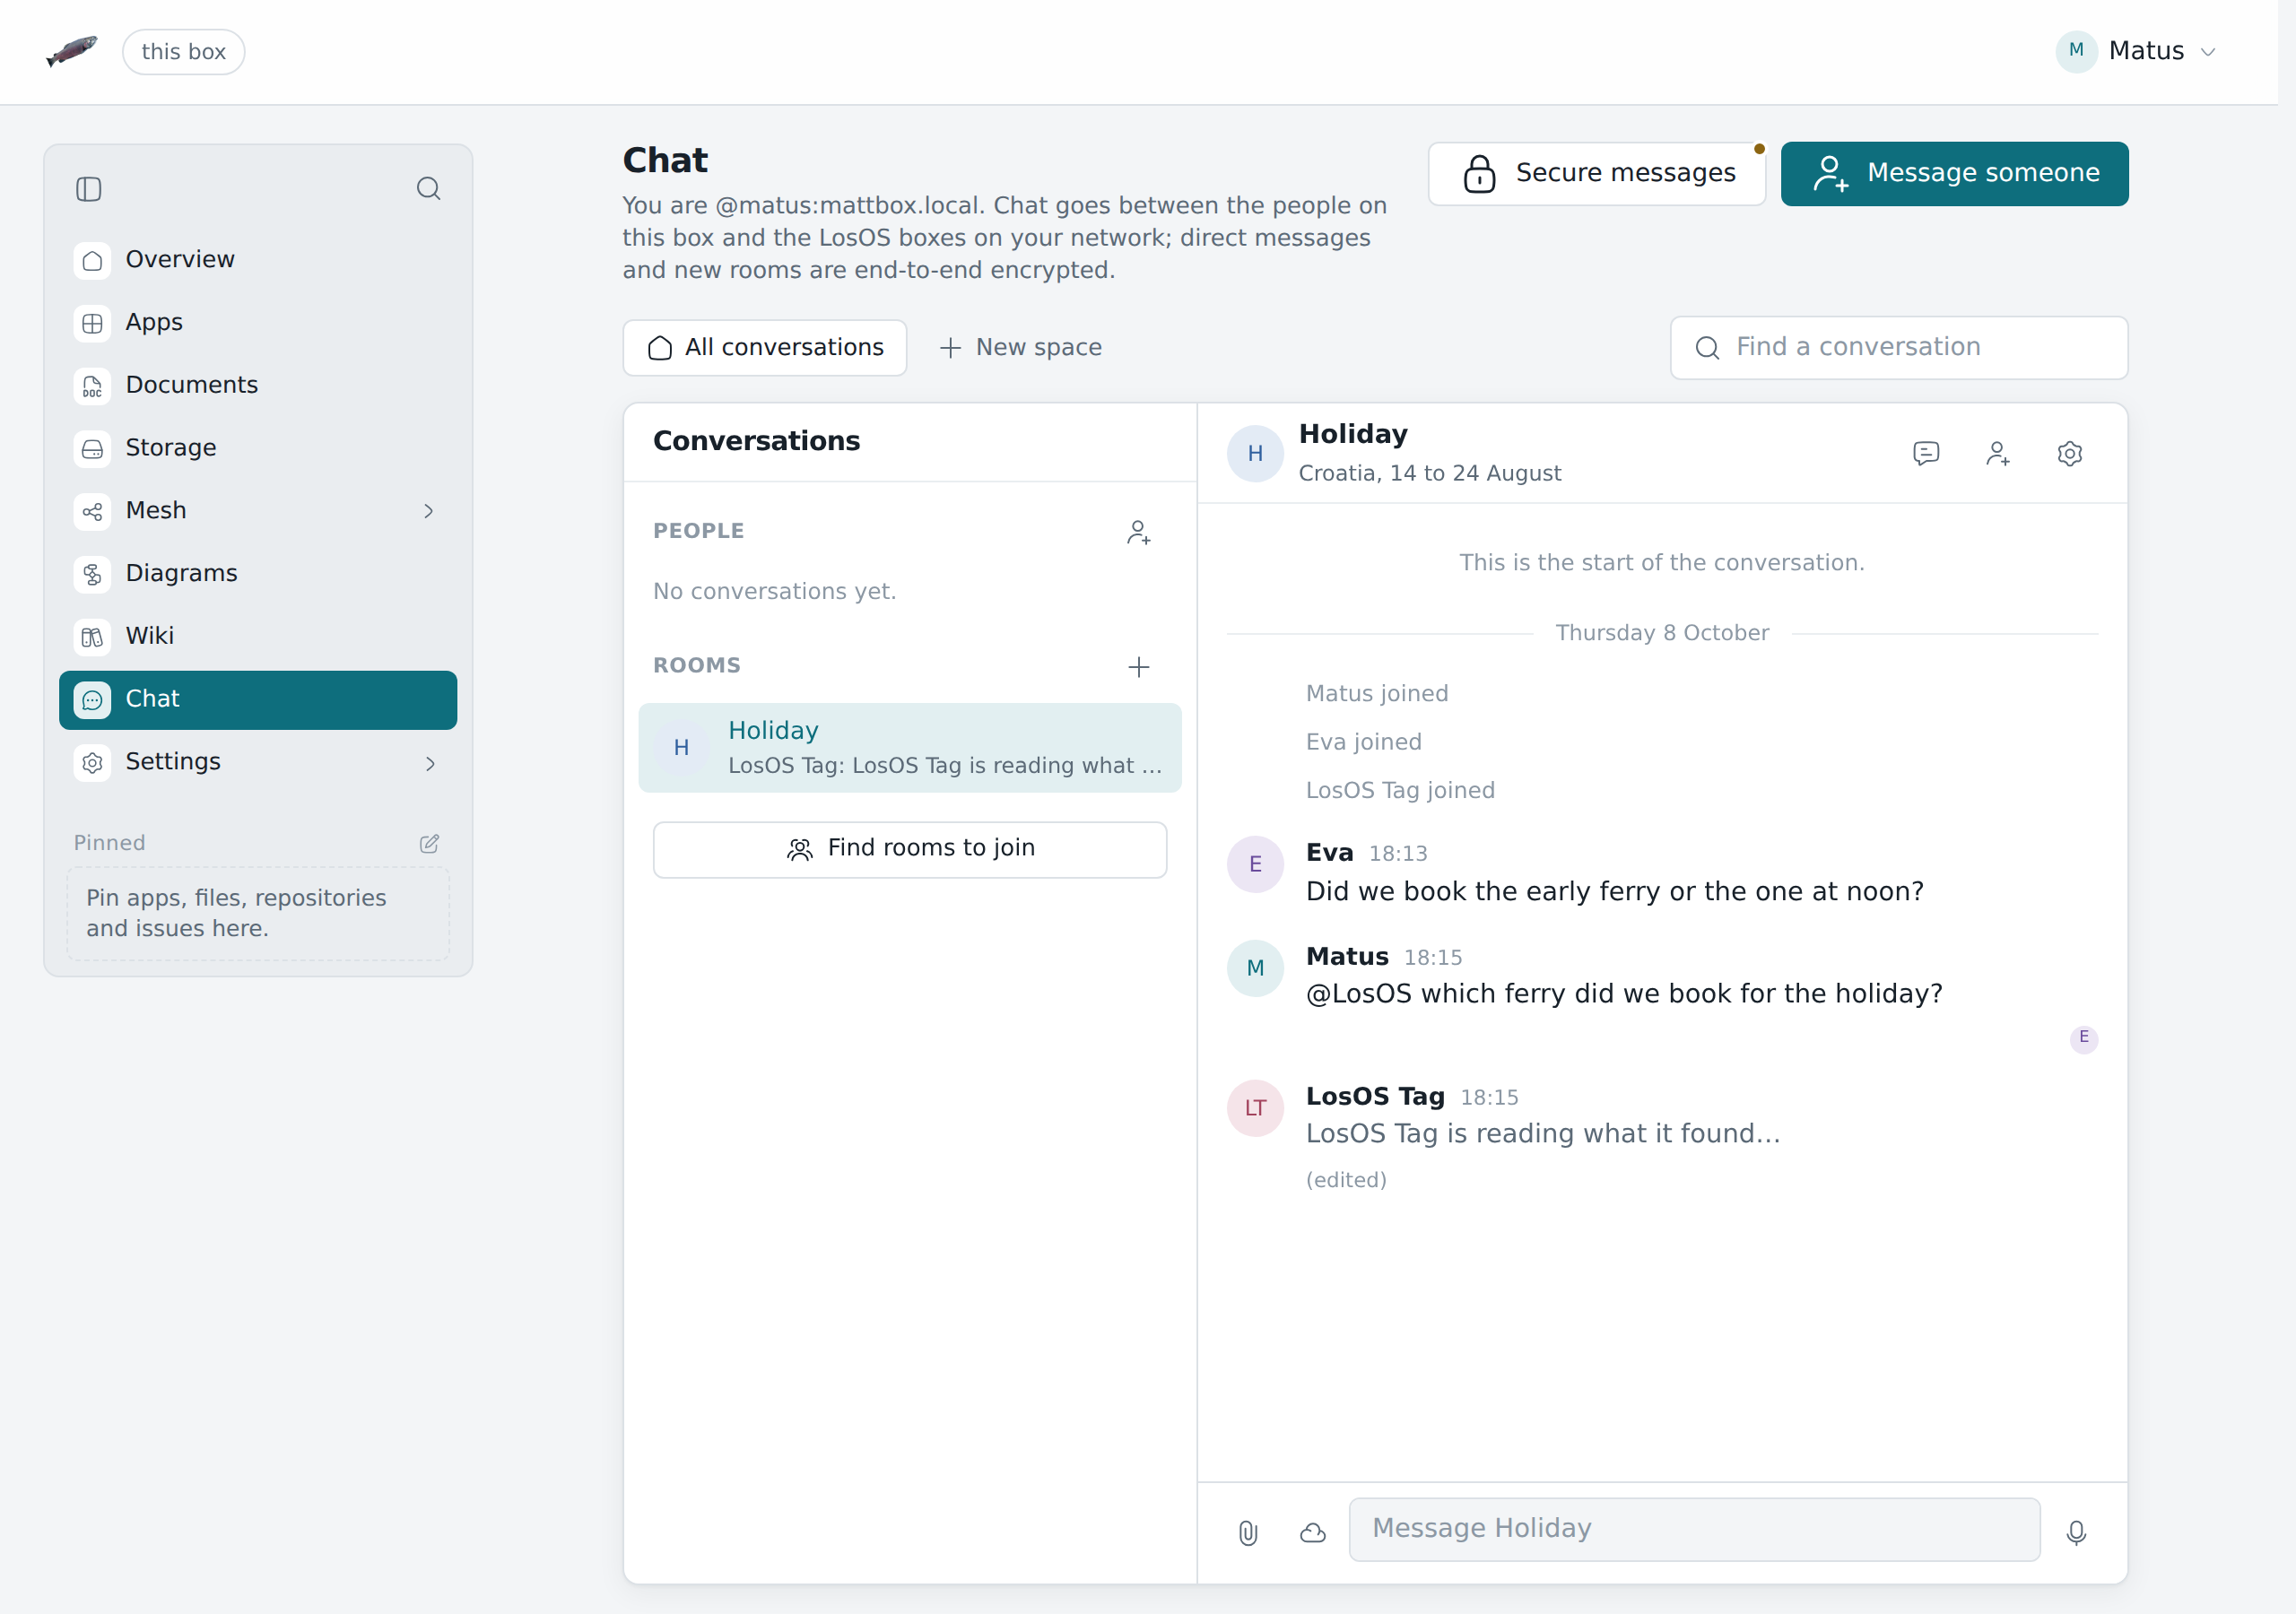 this box
M
Matus
Overview
Apps
DOC
Documents
Storage
Mesh
Diagrams
Wiki
Chat
Settings
Pinned
Pin apps, files, repositories
and issues here.
Chat
You are @matus:mattbox.local. Chat goes between the people on
this box and the LosOS boxes on your network; direct messages
and new rooms are end-to-end encrypted.
Secure messages
Message someone
All conversations
New space
Find a conversation
Conversations
PEOPLE
No conversations yet.
ROOMS
H
Holiday
LosOS Tag: LosOS Tag is reading what …
Find rooms to join
H
Holiday
Croatia, 14 to 24 August
This is the start of the conversation.
Thursday 8 October
Matus joined
Eva joined
LosOS Tag joined
E
Eva 18:13
Did we book the early ferry or the one at noon?
M
Matus 18:15
@LosOS which ferry did we book for the holiday?
E
LT
LosOS Tag 18:15
LosOS Tag is reading what it found…
(edited)
Message Holiday